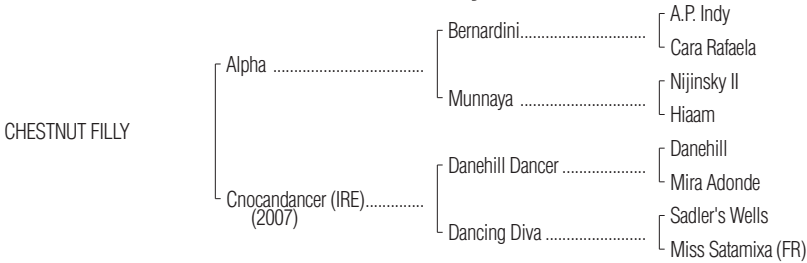 A.P. Indy
Bernardini..............................
Cara Rafaela
Alpha ....................................
Nijinsky II
Munnaya ..............................
Hiaam
CHESTNUT FILLY
Danehill
Danehill Dancer ....................
Mira Adonde
Cnocandancer (IRE)..............
(2007)
Sadler's Wells
Dancing Diva ........................
Miss Satamixa (FR)